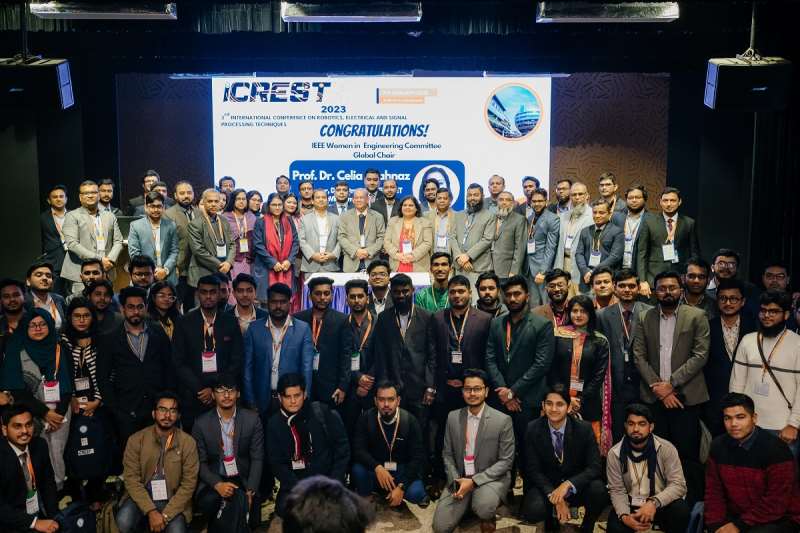 iCREST
2023
3RD INTERNATIONAL CONFERENCE ON ROBOTICS, ELECTRICAL AND SIGNAL
PROCESSING TECHNIQUES
CONGRATULATIONS!
IEEE Women in Engineering Committee
Global Chair
Prof. Dr. Celia